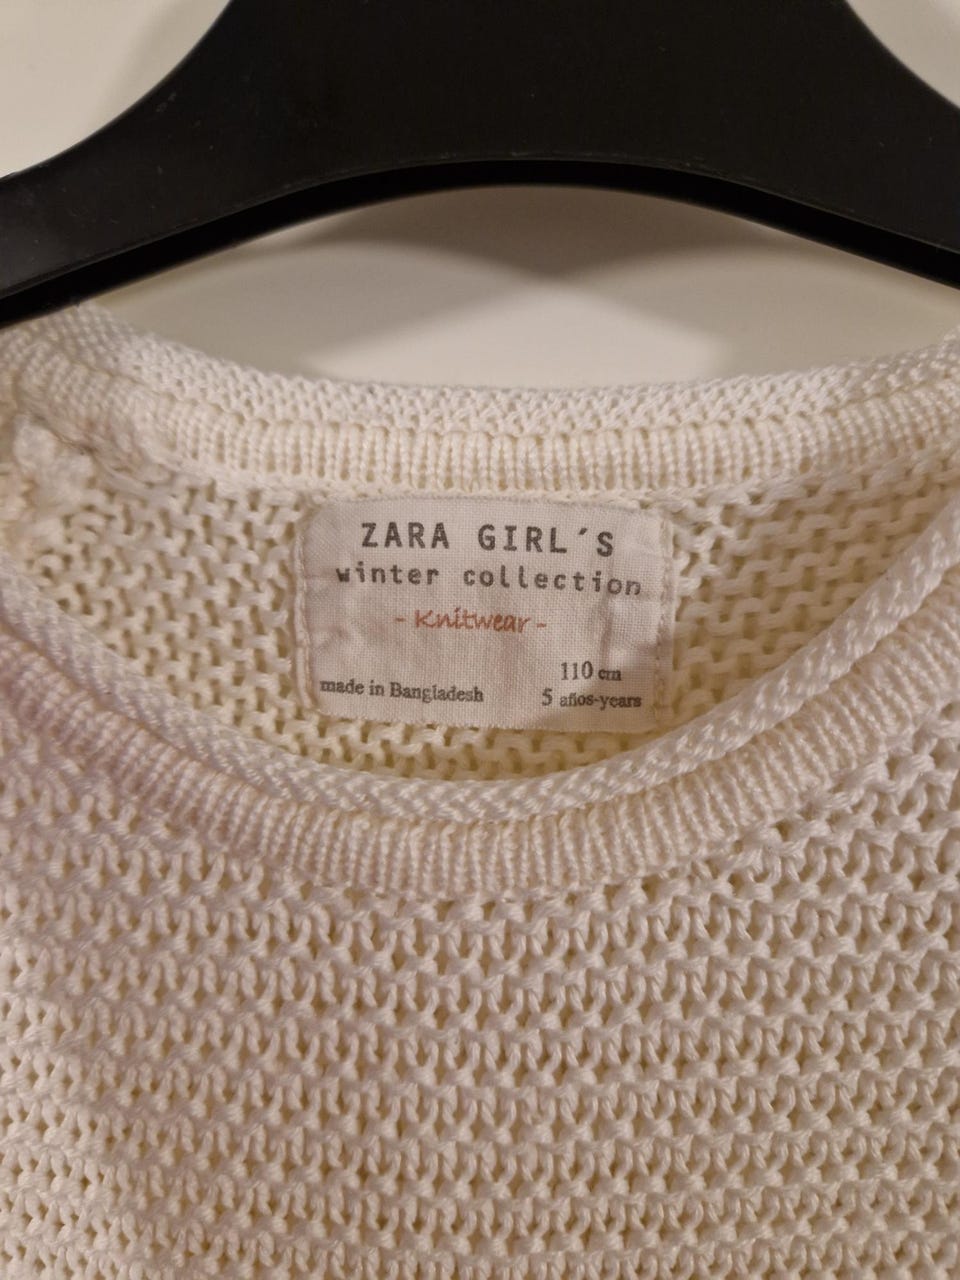 ZARA GIRL´S
winter collection
- Knitwear -
110 cm
made in Bangladesh 5 años-years